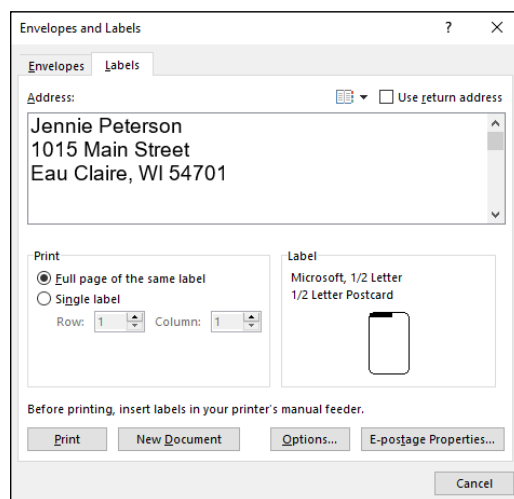 Envelopes and Labels ? ×
Envelopes Labels
Address: Use return address
Jennie Peterson
1015 Main Street
Eau Claire, WI 54701
Print
Full page of the same label
Single label
Row: 1 Column: 1
Label
Microsoft, 1/2 Letter
1/2 Letter Postcard
Before printing, insert labels in your printer's manual feeder.
Print New Document Options... E-postage Properties...
Cancel